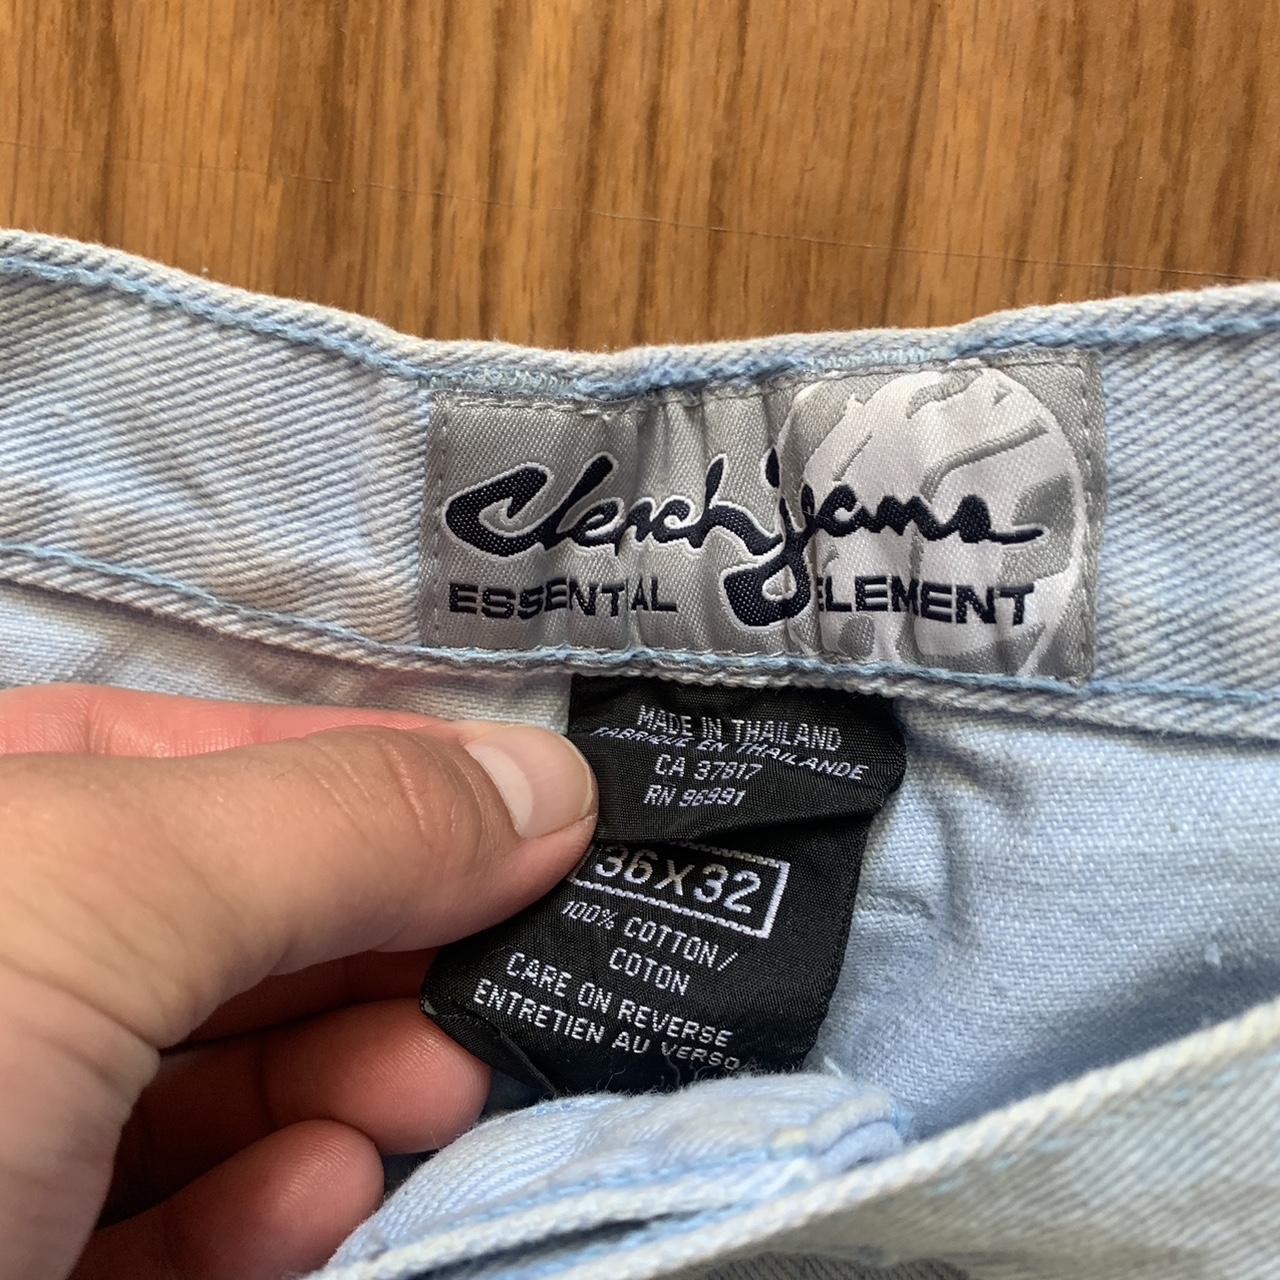 Clench jeans
ESSENTIAL ELEMENT
MADE IN THAILAND
FABRIQUE EN THAILANDE
CA 37817
RN 96991
36X32
100% COTTON/
COTON
CARE ON REVERSE
ENTRETIEN AU VERSO